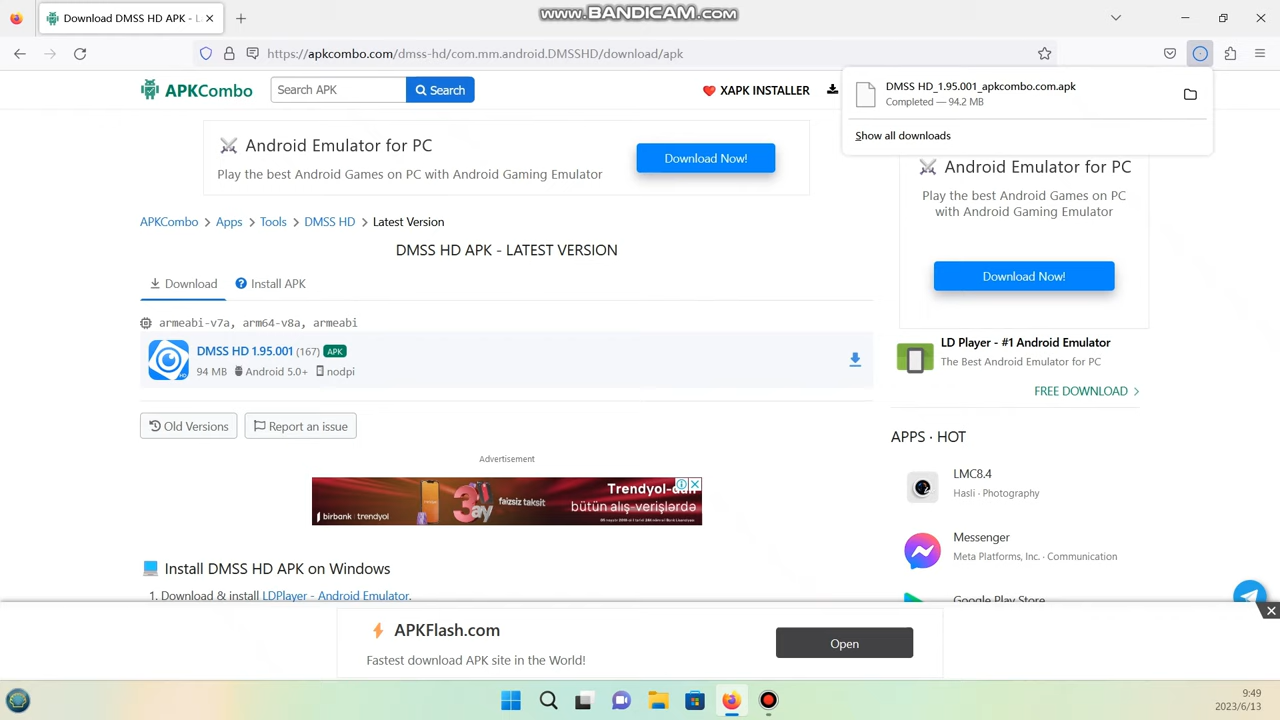 Download DMSS HD APK - L
www.BANDICAM.com
https://apkcombo.com/dmss-hd/com.mm.android.DMSSHD/download/apk
APKCombo
Search APK
Search
XAPK INSTALLER
DMSS HD_1.95.001_apkcombo.com.apk
Completed — 94.2 MB
Show all downloads
Android Emulator for PC
Play the best Android Games on PC with Android Gaming Emulator
Download Now!
Android Emulator for PC
Play the best Android Games on PC
with Android Gaming Emulator
Download Now!
APKCombo > Apps > Tools > DMSS HD > Latest Version
DMSS HD APK - LATEST VERSION
Download
Install APK
armeabi-v7a, arm64-v8a, armeabi
DMSS HD 1.95.001 (167) APK
94 MB Android 5.0+ nodpi
Old Versions
Report an issue
LD Player - #1 Android Emulator
The Best Android Emulator for PC
FREE DOWNLOAD
APPS · HOT
LMC8.4
Hasli · Photography
Messenger
Meta Platforms, Inc. · Communication
Google Play Store
Advertisement
birbank trendyol
3ay
faizsiz taksit
Trendyol-dan
bütün alış-verişlərdə
Install DMSS HD APK on Windows
1. Download & install LDPlayer - Android Emulator.
APKFlash.com
Fastest download APK site in the World!
Open
9:49
2023/6/13